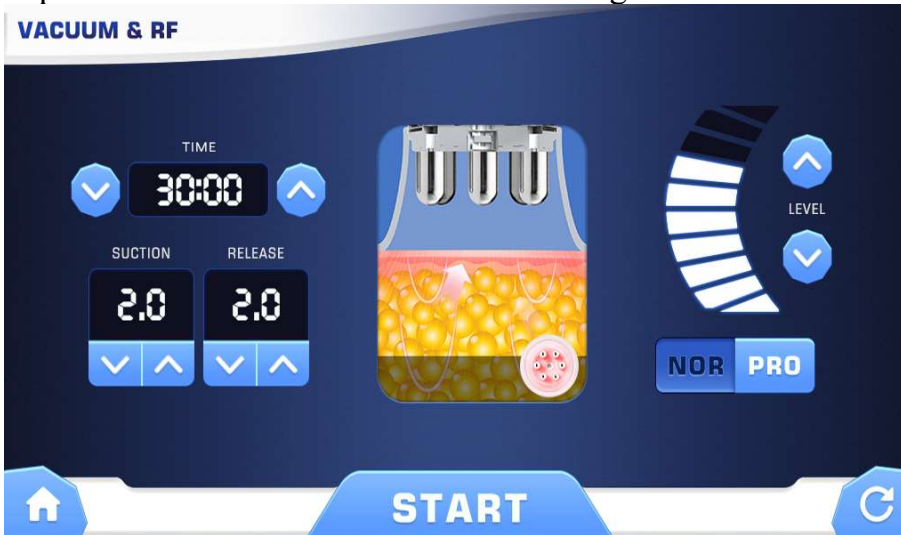 VACUUM & RF
TIME
30:00
SUCTION
RELEASE
2.0
2.0
LEVEL
NOR
PRO
START